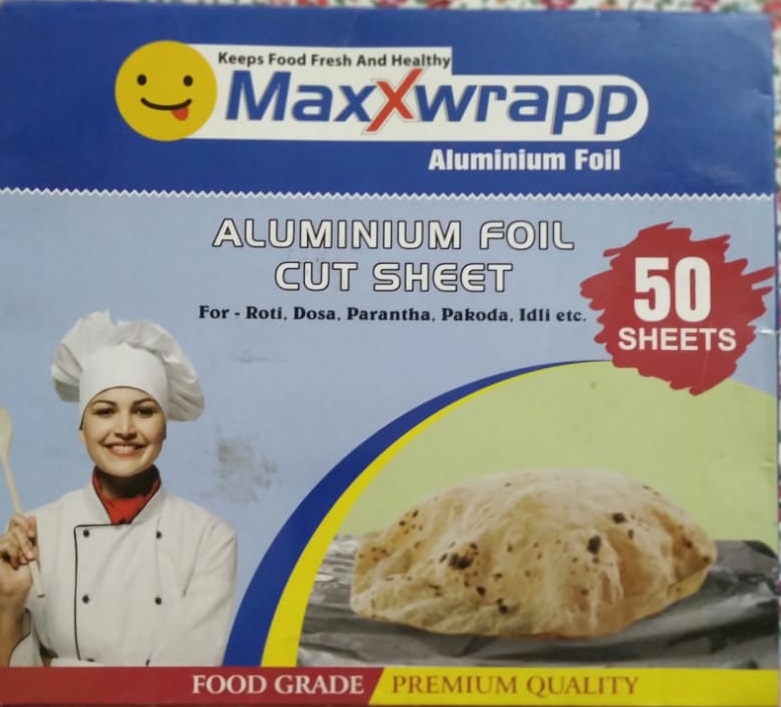 Keeps Food Fresh And Healthy
MaxXwrapp
Aluminium Foil
ALUMINIUM FOIL
CUT SHEET
For - Roti, Dosa, Parantha, Pakoda, Idli etc.
50
SHEETS
FOOD GRADE PREMIUM QUALITY